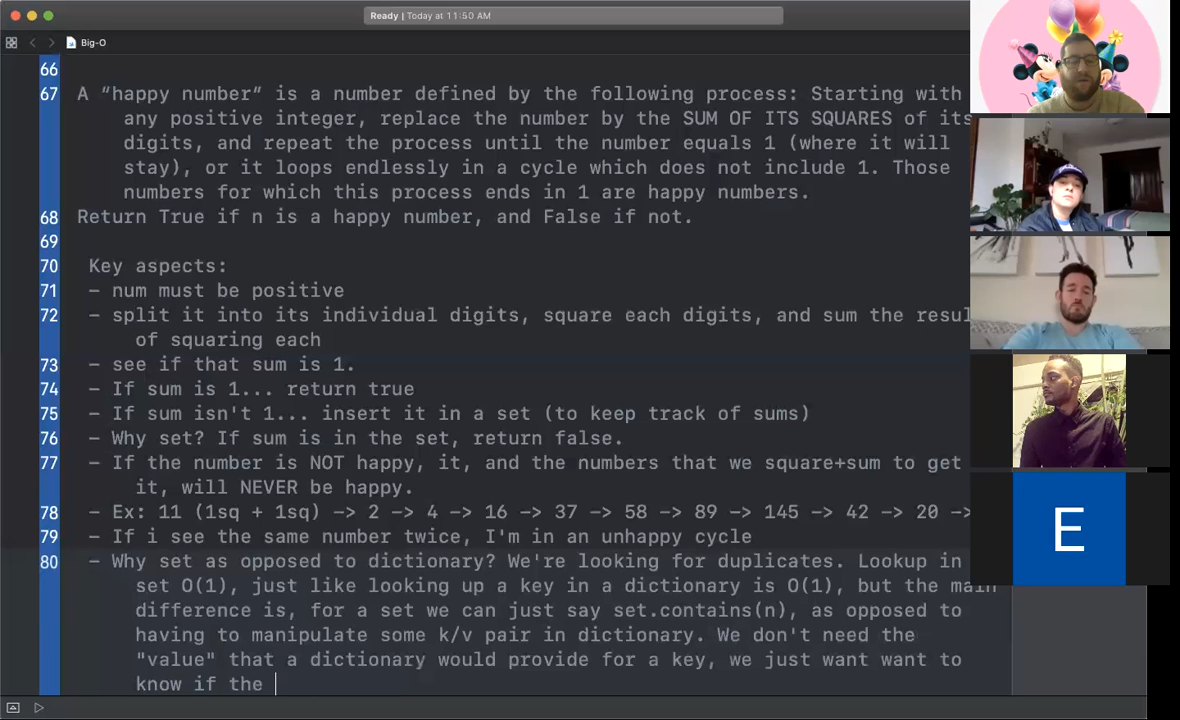 Ready | Today at 11:50 AM
Big-O
66
67 A “happy number“ is a number defined by the following process: Starting with
any positive integer, replace the number by the SUM OF ITS SQUARES of its
digits, and repeat the process until the number equals 1 (where it will
stay), or it loops endlessly in a cycle which does not include 1. Those
numbers for which this process ends in 1 are happy numbers.
68 Return True if n is a happy number, and False if not.
69
70 Key aspects:
71 - num must be positive
72 - split it into its individual digits, square each digits, and sum the resul
of squaring each
73 - see if that sum is 1.
74 - If sum is 1... return true
75 - If sum isn't 1... insert it in a set (to keep track of sums)
76 - Why set? If sum is in the set, return false.
77 - If the number is NOT happy, it, and the numbers that we square+sum to get
it, will NEVER be happy.
78 - Ex: 11 (1sq + 1sq) -> 2 -> 4 -> 16 -> 37 -> 58 -> 89 -> 145 -> 42 -> 20 ->
79 - If i see the same number twice, I'm in an unhappy cycle
80 - Why set as opposed to dictionary? We're looking for duplicates. Lookup in
set O(1), just like looking up a key in a dictionary is O(1), but the main
difference is, for a set we can just say set.contains(n), as opposed to
having to manipulate some k/v pair in dictionary. We don't need the
"value" that a dictionary would provide for a key, we just want want to
know if the
E